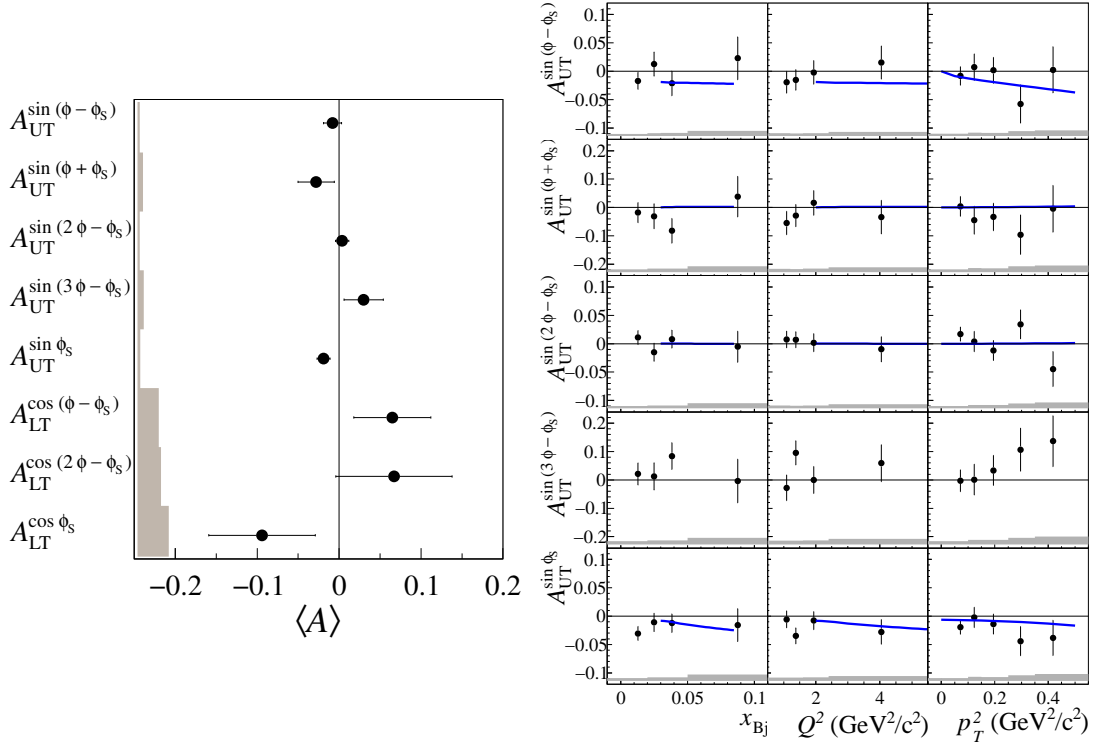 A_UT^sin (ϕ − ϕ_S)
A_UT^sin (ϕ + ϕ_S)
A_UT^sin (2 ϕ − ϕ_S)
A_UT^sin (3 ϕ − ϕ_S)
A_UT^sin ϕ_S
A_LT^cos (ϕ − ϕ_S)
A_LT^cos (2 ϕ − ϕ_S)
A_LT^cos ϕ_S
−0.2 −0.1 0 0.1 0.2
⟨A⟩
A_UT^sin (ϕ − ϕ_S)
0.1
0.05
0
−0.05
−0.1
A_UT^sin (ϕ + ϕ_S)
0.2
0.1
0
−0.1
−0.2
A_UT^sin (2 ϕ − ϕ_S)
0.1
0.05
0
−0.05
−0.1
A_UT^sin (3 ϕ − ϕ_S)
0.2
0.1
0
−0.1
−0.2
A_UT^sin ϕ_S
0.1
0.05
0
−0.05
−0.1
0 0.05 0.1 2 4 0 0.2 0.4
x_Bj Q² (GeV²/c²) p_T² (GeV²/c²)